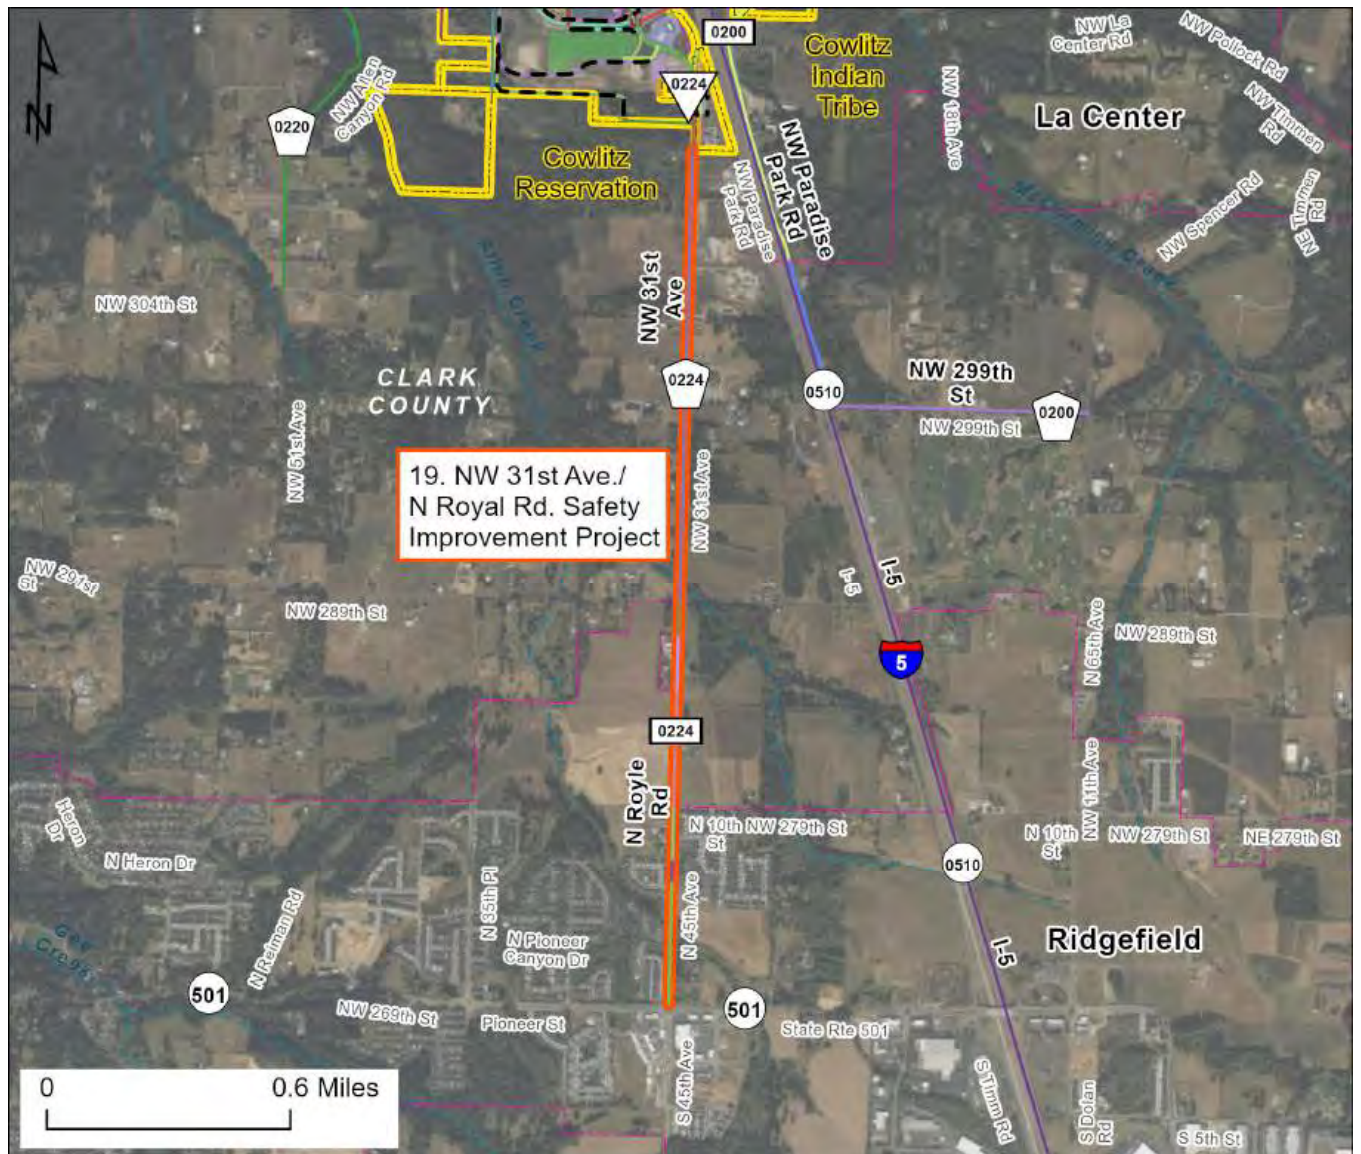 0200
NW La
Center Rd
NW Pollock Rd
Cowlitz
Indian
Tribe
0224
NW Allen
Canyon Rd
0220
NW 18th Ave
La Center
NW Timmen
Rd
N
Cowlitz
Reservation
NW Paradise
Park Rd
NW Paradise
Park Rd
NW Spencer Rd
NE Timmen
Rd
McCormick Creek
Allen Creek
NW 31st
Ave
NW 304th St
CLARK
COUNTY
0224
0510
NW 299th
St
0200
NW 299th St
NW 51st Ave
19. NW 31st Ave./
N Royal Rd. Safety
Improvement Project
NW 31st Ave
I-5
I-5
NW 291st
St
NW 289th St
N 65th Ave
NW 289th St
5
0224
N Royle
Rd
NW 11th Ave
Heron
Dr
N Heron Dr
N 10th
St
NW 279th St
N 10th
St
NW 279th St
NE 279th St
0510
N 35th Pl
N 45th Ave
N Reiman Rd
N Pioneer
Canyon Dr
Gee
Creek
Ridgefield
I-5
501
NW 269th St
Pioneer St
501
State Rte 501
S 45th Ave
S Timm Rd
S Dolan
Rd
S 5th St
0
0.6 Miles